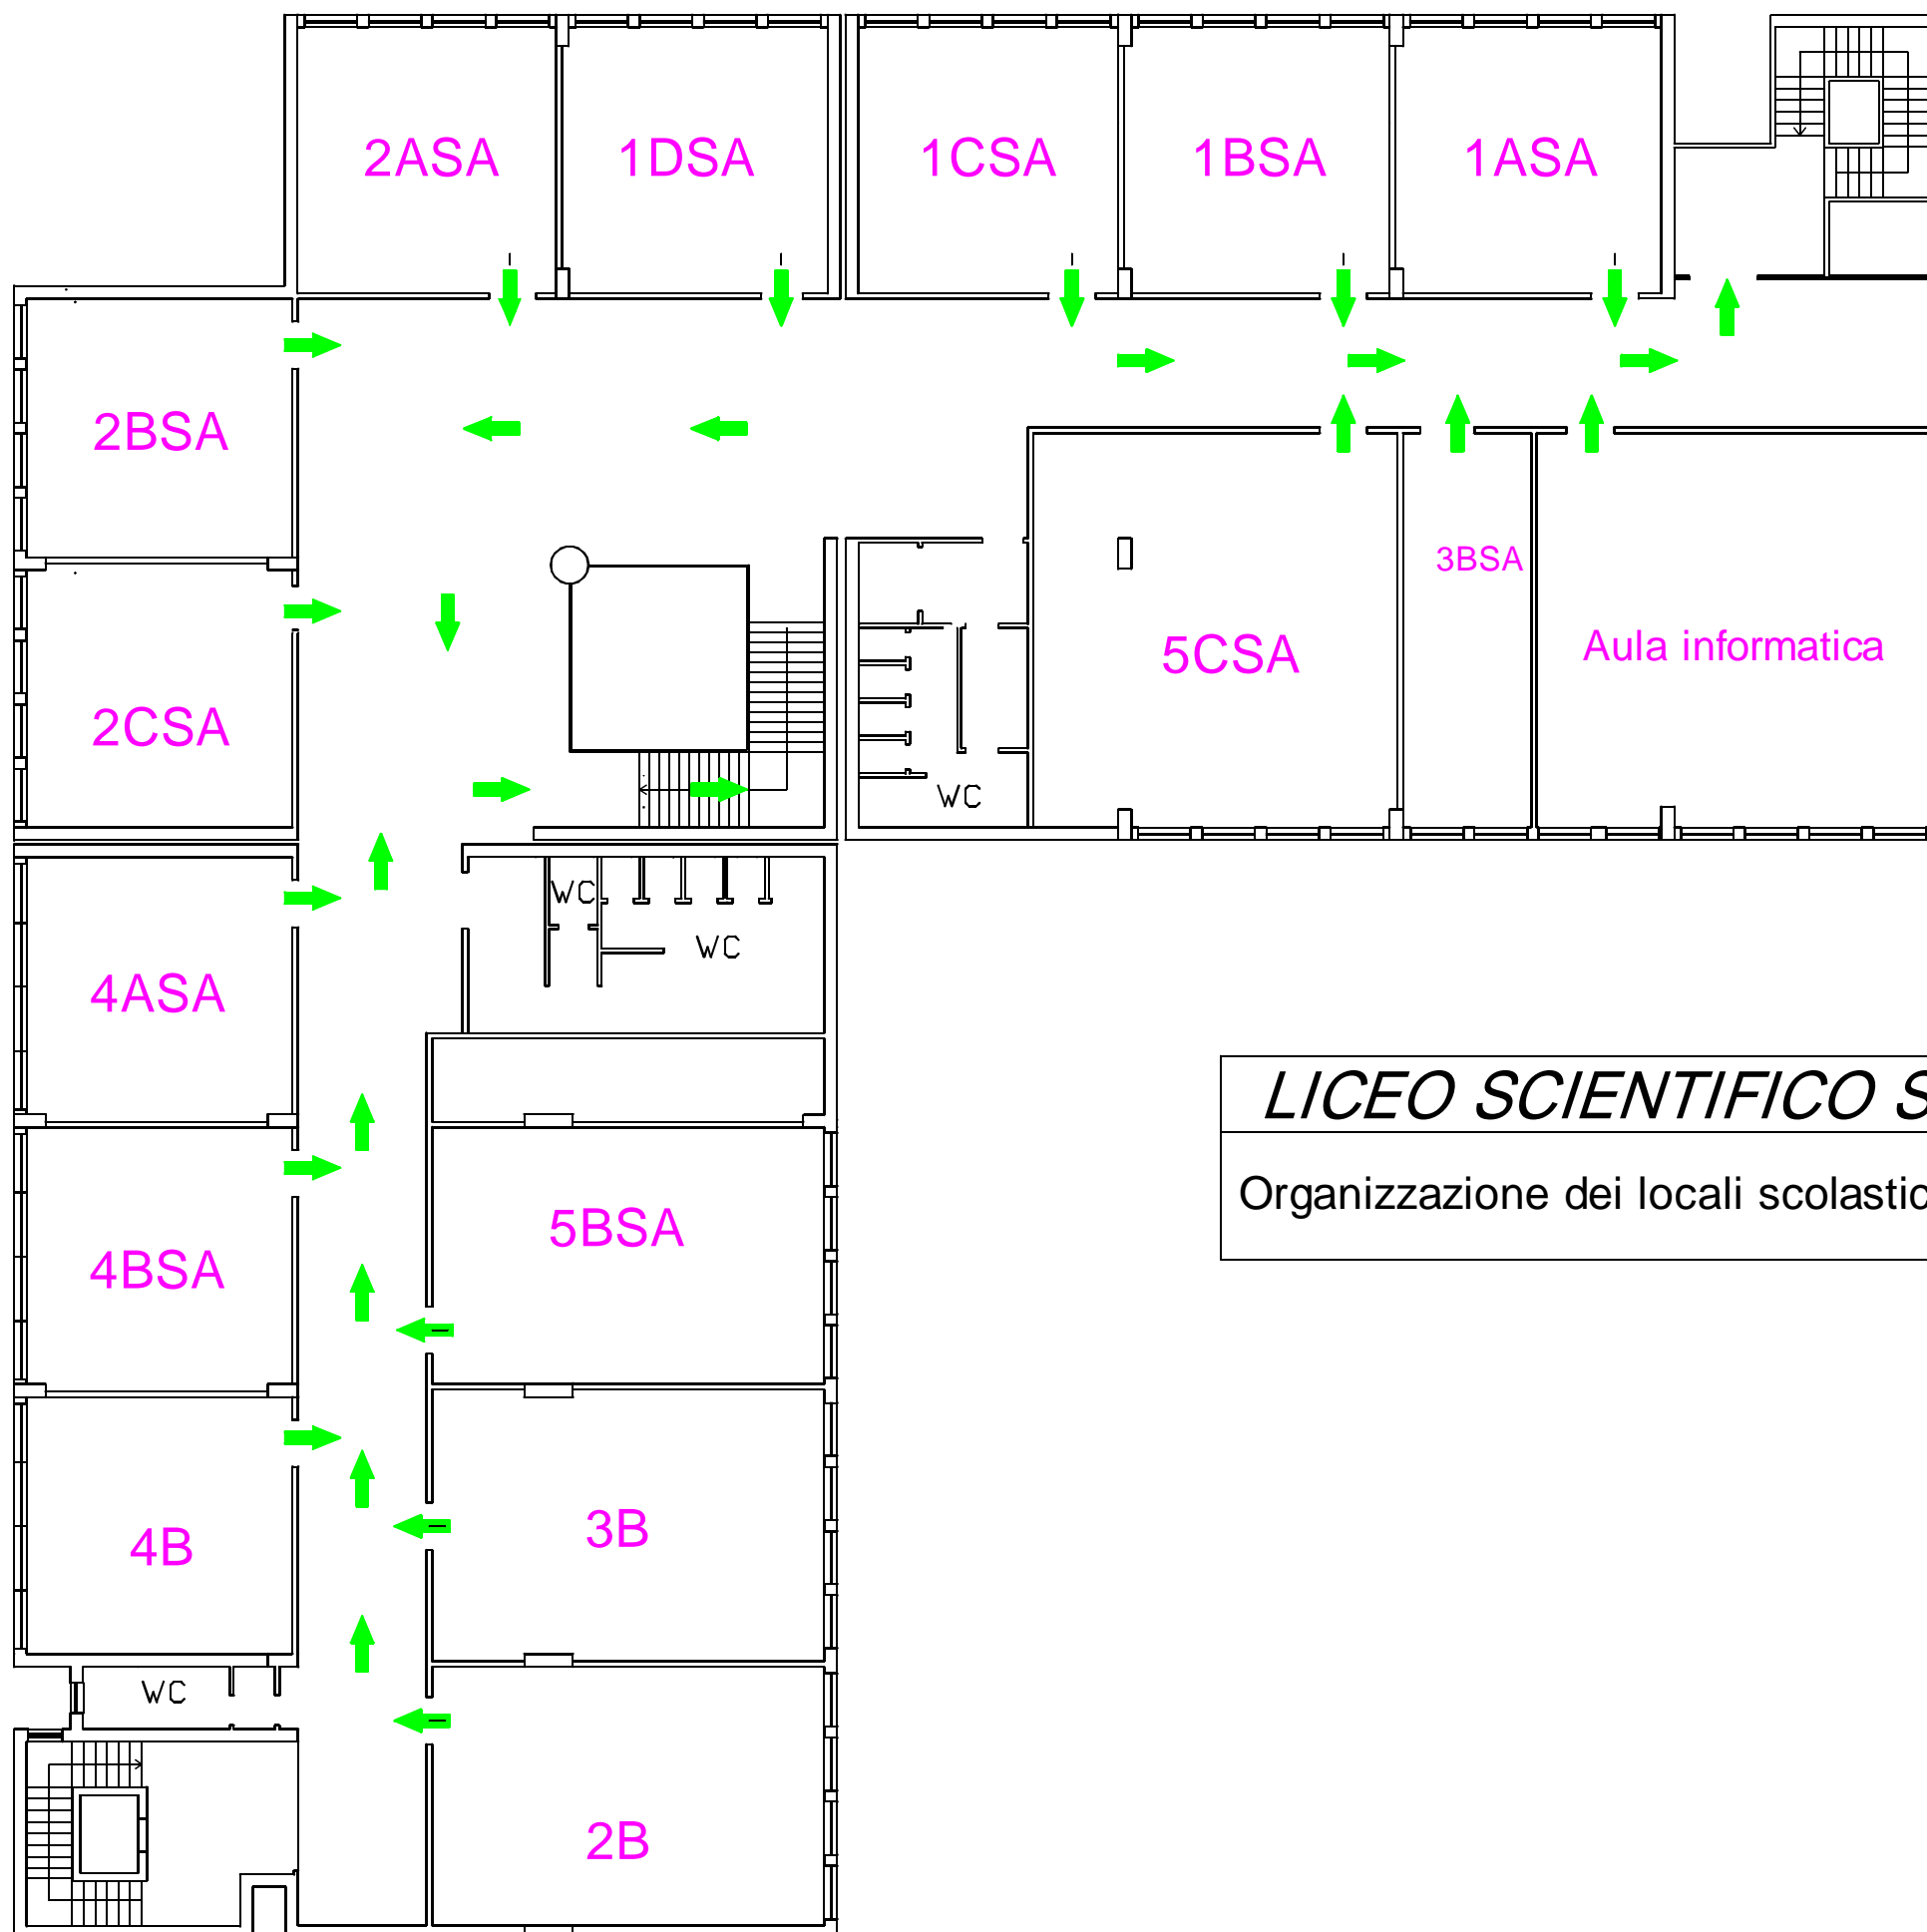 2ASA
1DSA
1CSA
1BSA
1ASA
2BSA
3BSA
5CSA
Aula informatica
2CSA
WC
WC
WC
4ASA
LICEO SCIENTIFICO S
Organizzazione dei locali scolastic
5BSA
4BSA
3B
4B
WC
2B